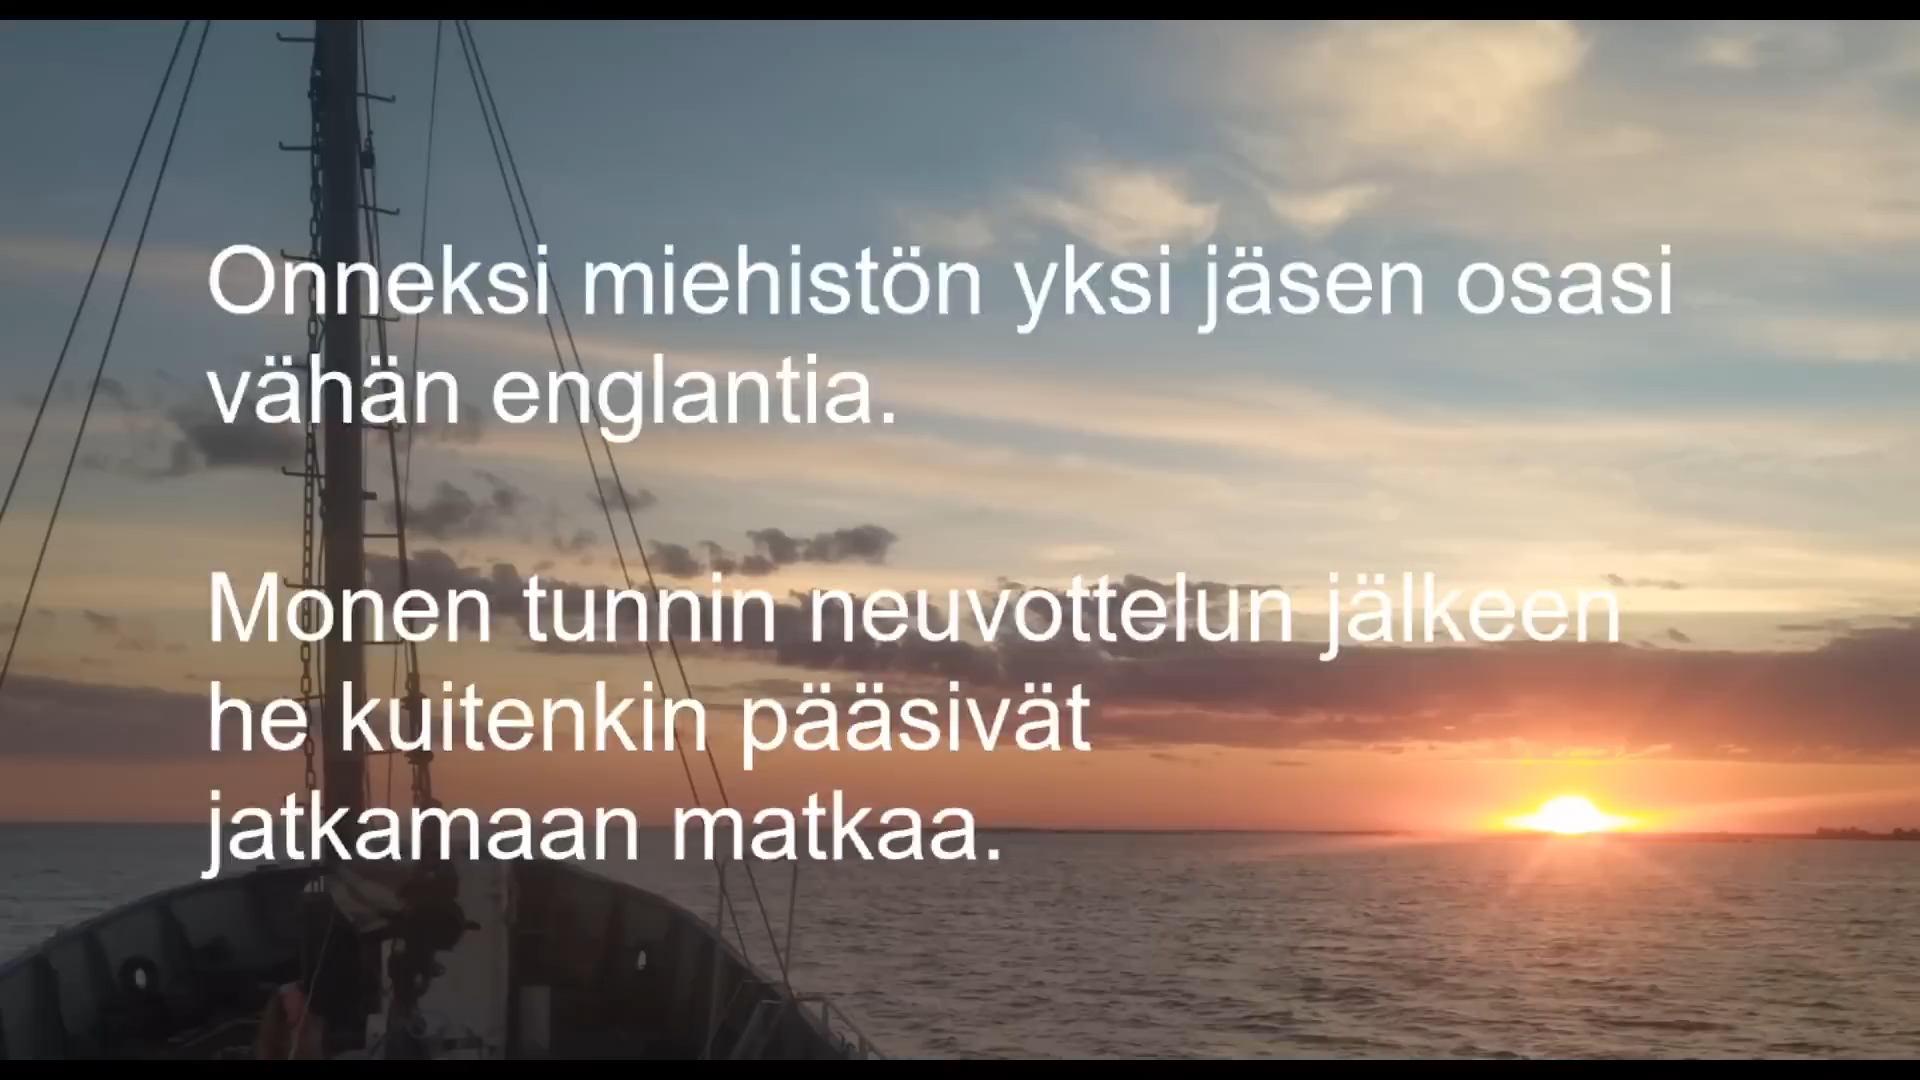 Onneksi miehistön yksi jäsen osasi
vähän englantia.
Monen tunnin neuvottelun jälkeen
he kuitenkin pääsivät
jatkamaan matkaa.